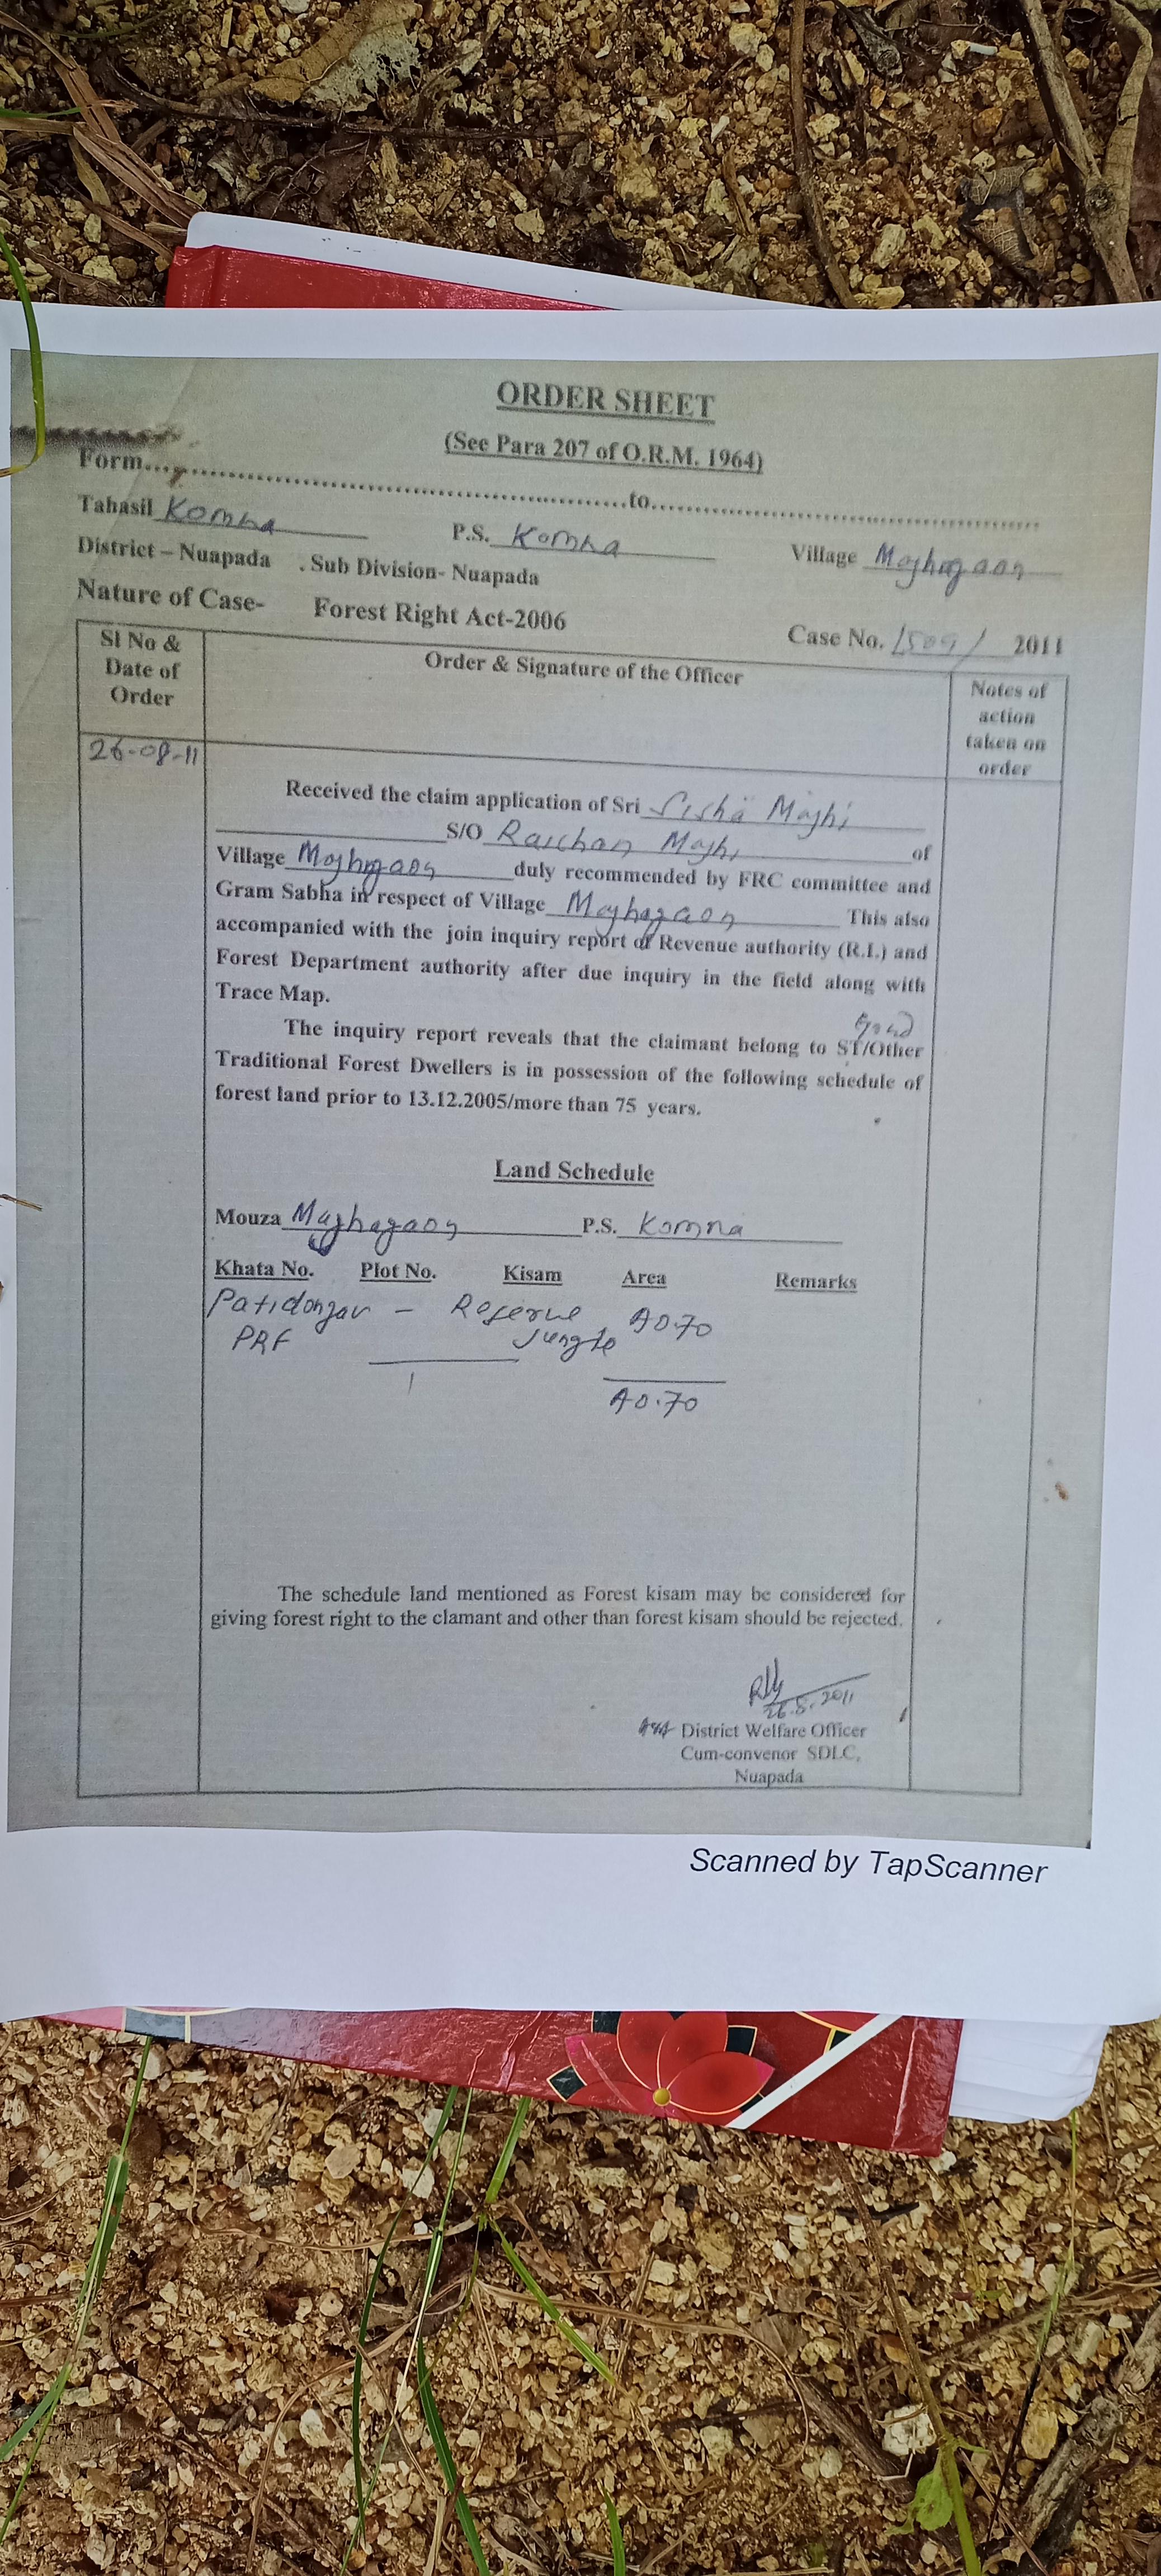 ORDER SHEET
(See Para 207 of O.R.M. 1964)
Form....................................................to....................................................
Tahasil Komna P.S. Komna Village Majhagaon
District – Nuapada . Sub Division- Nuapada
Nature of Case- Forest Right Act-2006 Case No. 1509/ 2011
Sl No & Date of Order
Order & Signature of the Officer
Notes of action taken on order
26-08-11
Received the claim application of Sri Majhi
S/O Raichan Majhi of
Village Majhagaon duly recommended by FRC committee and
Gram Sabha in respect of Village Majhagaon This also
accompanied with the join inquiry report of Revenue authority (R.I.) and
Forest Department authority after due inquiry in the field along with
Trace Map.
Gond
The inquiry report reveals that the claimant belong to ST/Other
Traditional Forest Dwellers is in possession of the following schedule of
forest land prior to 13.12.2005/more than 75 years.
Land Schedule
Mouza Majhagaon P.S. Komna
Khata No. Plot No. Kisam Area Remarks
Patidongar – Reserve A0.70
PRF Jungle
A0.70
The schedule land mentioned as Forest kisam may be considered for
giving forest right to the clamant and other than forest kisam should be rejected.
26.8.2011
District Welfare Officer
Cum-convenor SDLC,
Nuapada
Scanned by TapScanner